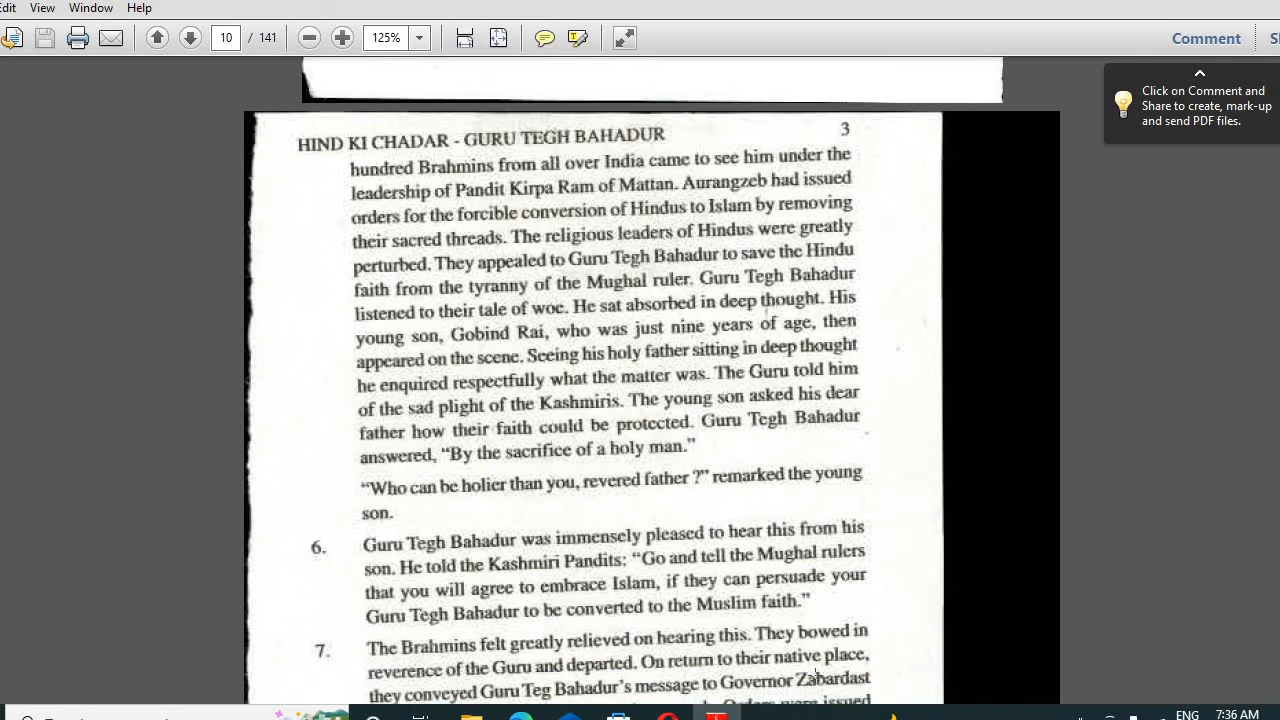 Edit View Window Help
10 / 141 125% Comment
Click on Comment and
Share to create, mark-up
and send PDF files.
HIND KI CHADAR - GURU TEGH BAHADUR 3
hundred Brahmins from all over India came to see him under the
leadership of Pandit Kirpa Ram of Mattan. Aurangzeb had issued
orders for the forcible conversion of Hindus to Islam by removing
their sacred threads. The religious leaders of Hindus were greatly
perturbed. They appealed to Guru Tegh Bahadur to save the Hindu
faith from the tyranny of the Mughal ruler. Guru Tegh Bahadur
listened to their tale of woe. He sat absorbed in deep thought. His
young son, Gobind Rai, who was just nine years of age, then
appeared on the scene. Seeing his holy father sitting in deep thought
he enquired respectfully what the matter was. The Guru told him
of the sad plight of the Kashmiris. The young son asked his dear
father how their faith could be protected. Guru Tegh Bahadur
answered, “By the sacrifice of a holy man.”
“Who can be holier than you, revered father ?” remarked the young
son.
6. Guru Tegh Bahadur was immensely pleased to hear this from his
son. He told the Kashmiri Pandits: “Go and tell the Mughal rulers
that you will agree to embrace Islam, if they can persuade your
Guru Tegh Bahadur to be converted to the Muslim faith.”
7. The Brahmins felt greatly relieved on hearing this. They bowed in
reverence of the Guru and departed. On return to their native place,
they conveyed Guru Teg Bahadur’s message to Governor Zabardast
Orders were issued
ENG 7:36 AM